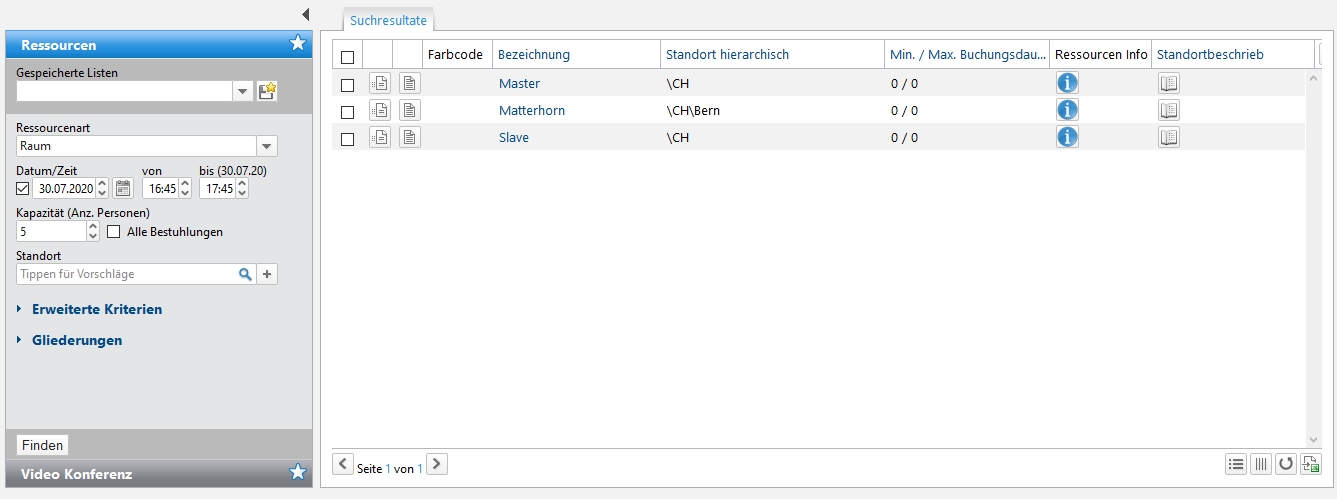 Ressourcen
Gespeicherte Listen
Ressourcenart
Raum
Datum/Zeit von bis (30.07.20)
30.07.2020 16:45 17:45
Kapazität (Anz. Personen)
5 Alle Bestuhlungen
Standort
Tippen für Vorschläge
Erweiterte Kriterien
Gliederungen
Finden
Video Konferenz
Suchresultate
Farbcode Bezeichnung Standort hierarchisch Min. / Max. Buchungsdau... Ressourcen Info Standortbeschrieb
Master \CH 0 / 0
Matterhorn \CH\Bern 0 / 0
Slave \CH 0 / 0
Seite 1 von 1